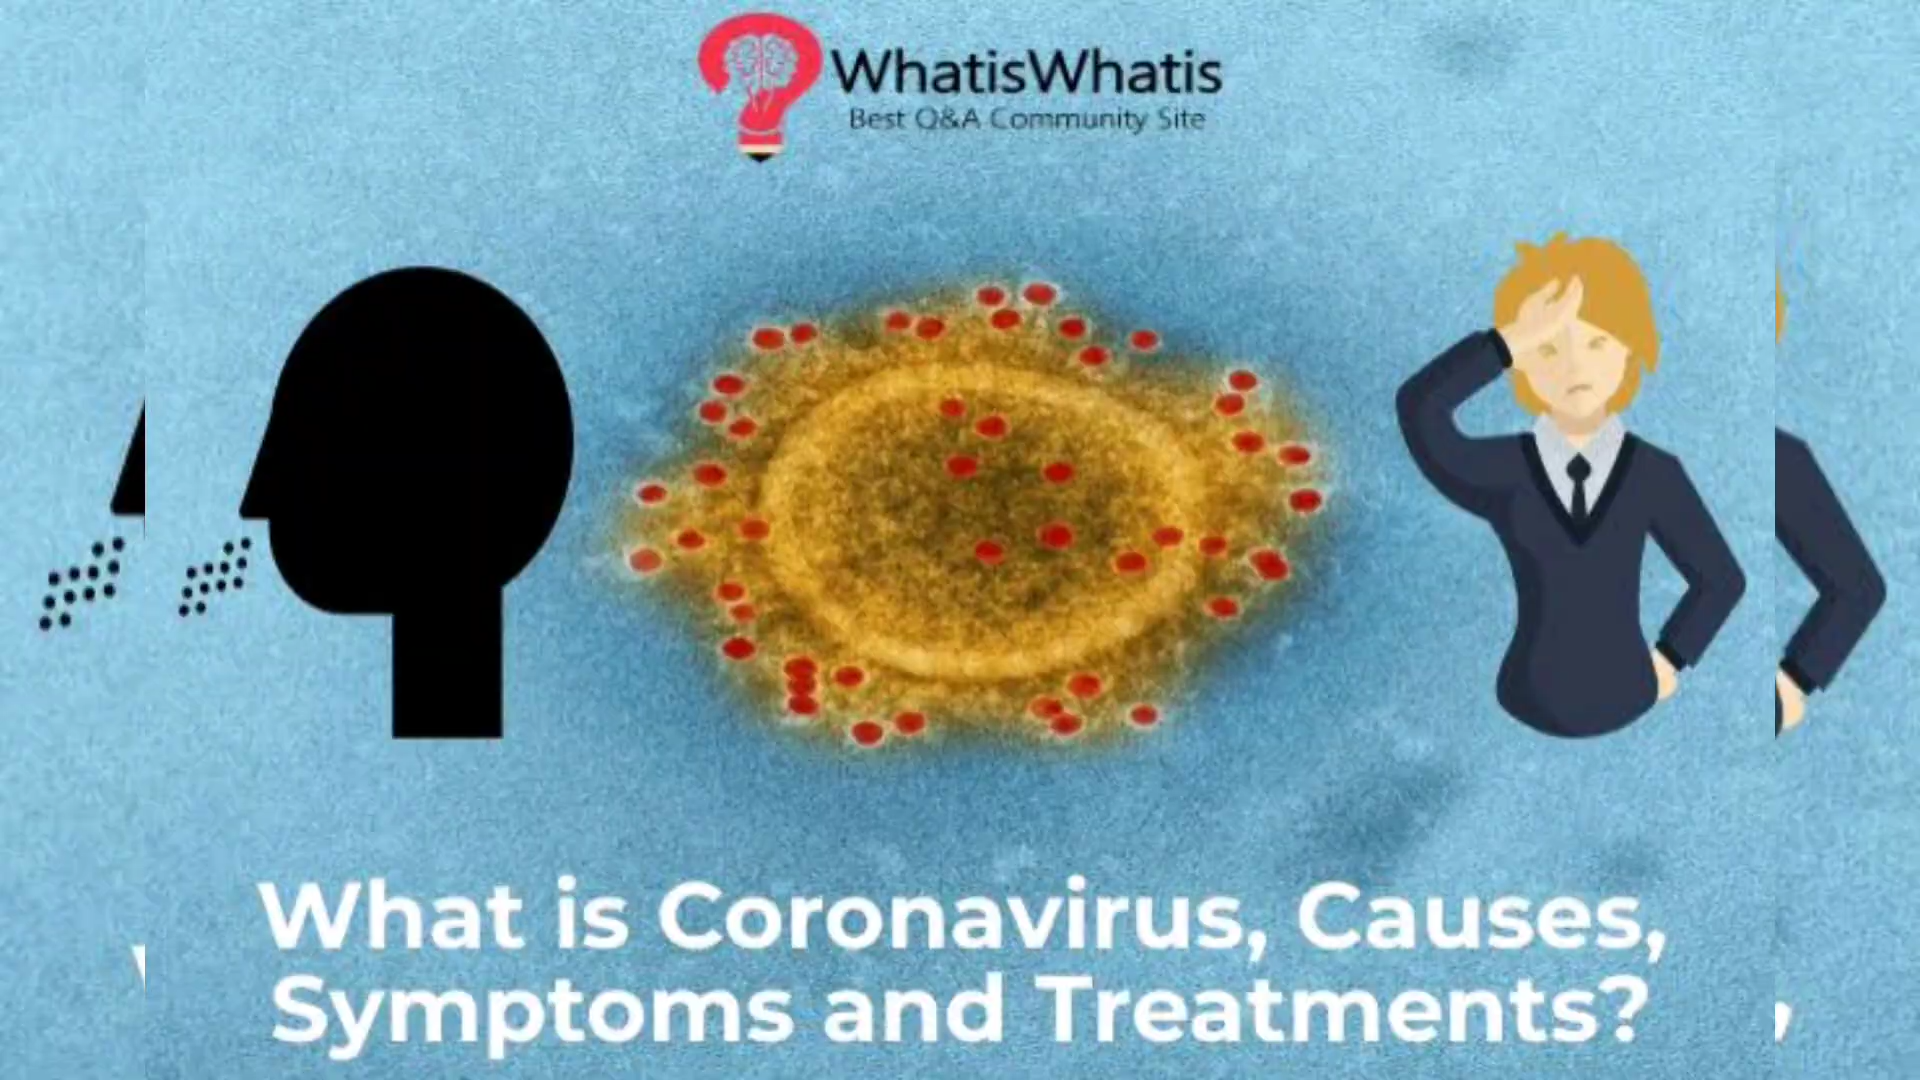 WhatisWhatis
Best Q&A Community Site
What is Coronavirus, Causes,
Symptoms and Treatments?